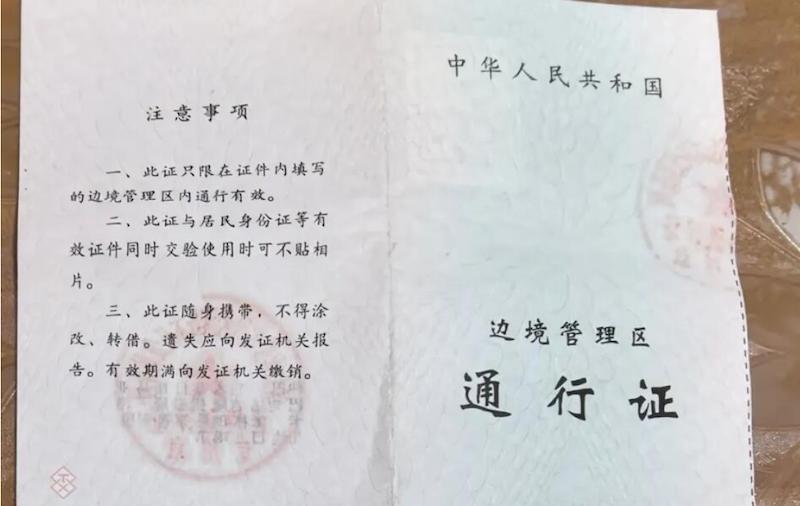 注意事项
一、此证只限在证件内填写
的边境管理区内通行有效。
二、此证与居民身份证等有
效证件同时交验使用时可不贴相
片。
三、此证随身携带，不得涂
改、转借。遗失应向发证机关报
告。有效期满向发证机关缴销。
中华人民共和国
边境管理区
通行证